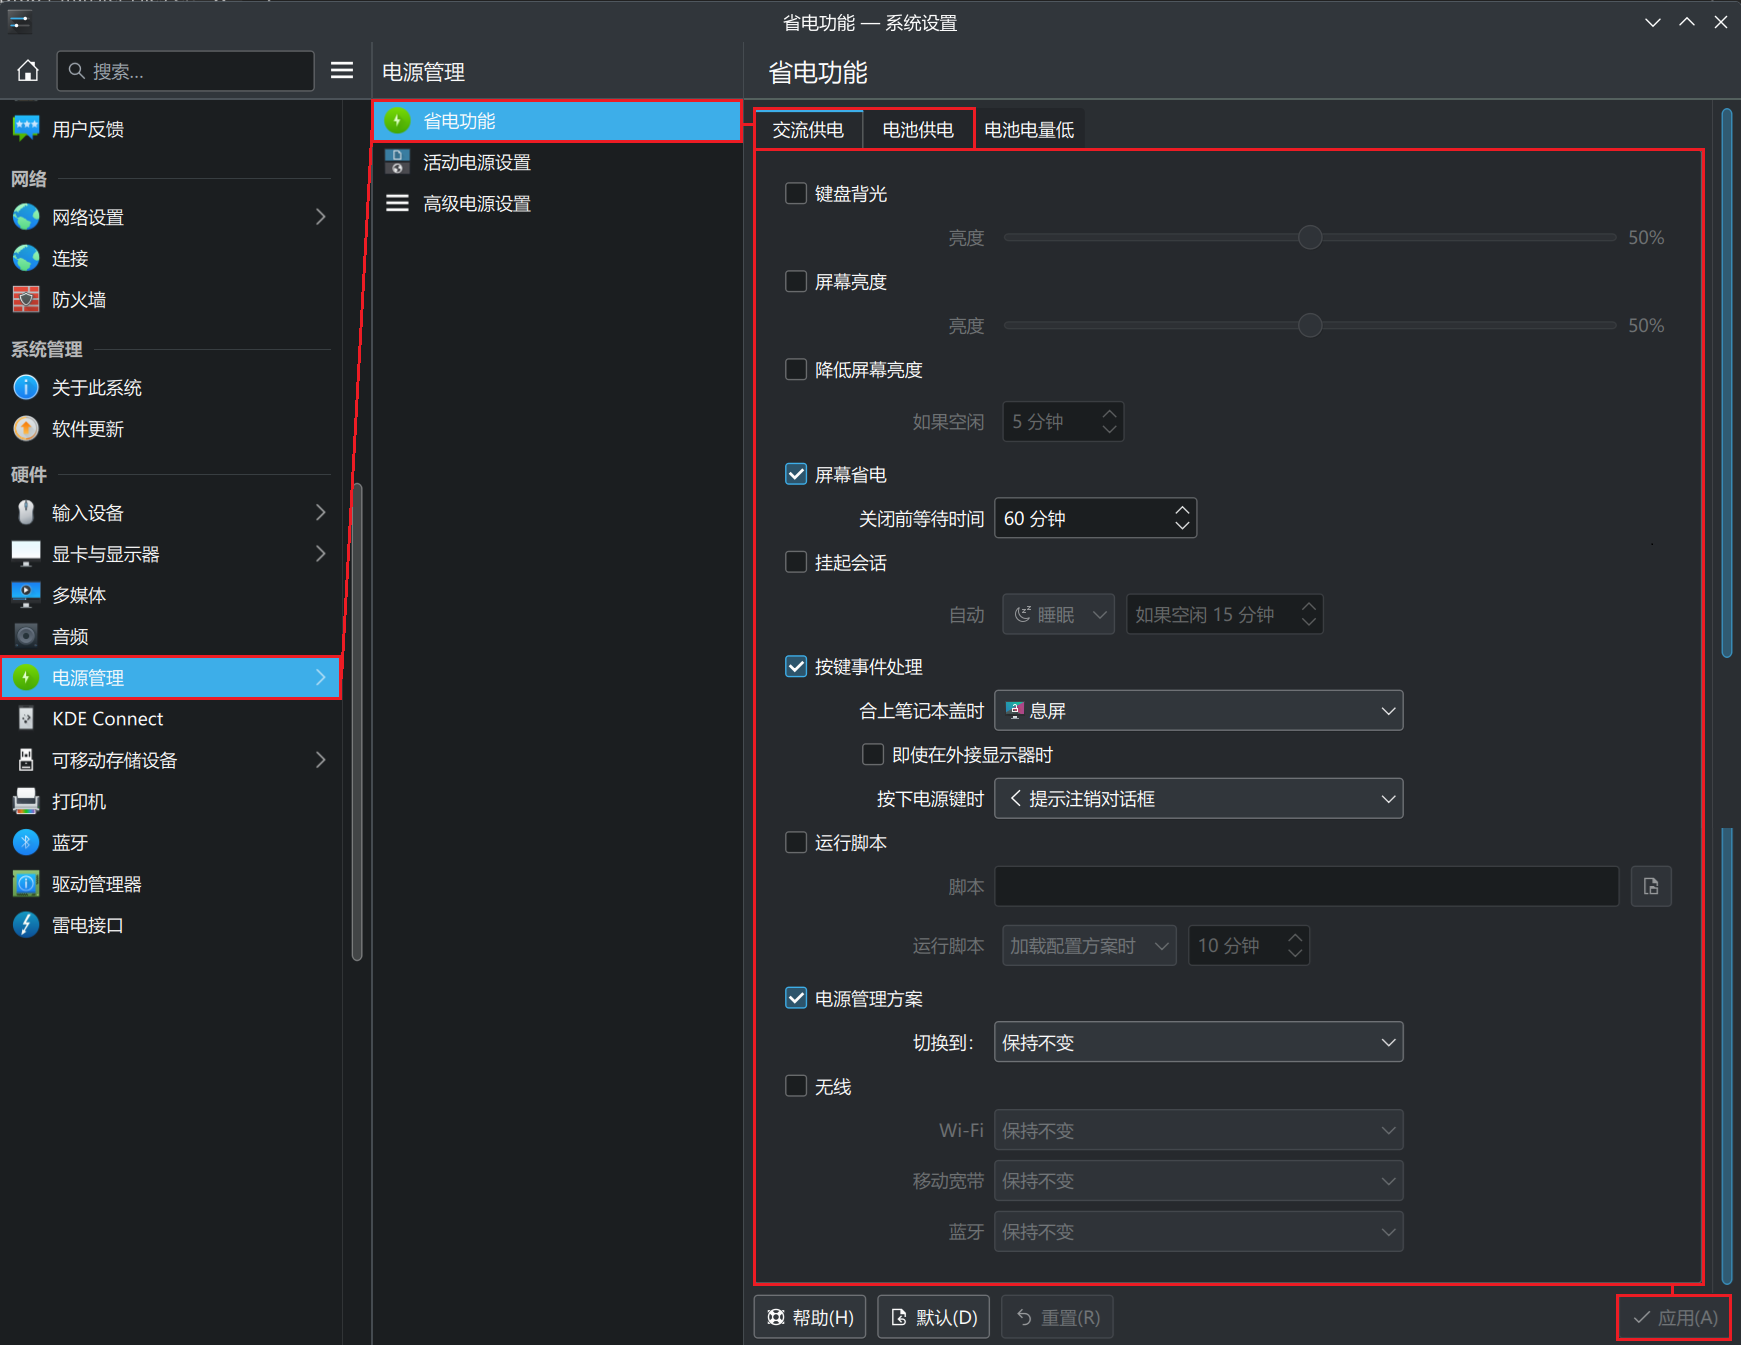 省电功能 — 系统设置
搜索...
电源管理
省电功能
用户反馈
网络
网络设置
连接
防火墙
系统管理
关于此系统
软件更新
硬件
输入设备
显卡与显示器
多媒体
音频
电源管理
KDE Connect
可移动存储设备
打印机
蓝牙
驱动管理器
雷电接口
省电功能
活动电源设置
高级电源设置
交流供电 电池供电 电池电量低
键盘背光
亮度 50%
屏幕亮度
亮度 50%
降低屏幕亮度
如果空闲 5 分钟
屏幕省电
关闭前等待时间 60 分钟
挂起会话
自动 睡眠 如果空闲 15 分钟
按键事件处理
合上笔记本盖时 息屏
即使在外接显示器时
按下电源键时 提示注销对话框
运行脚本
脚本
运行脚本 加载配置方案时 10 分钟
电源管理方案
切换到： 保持不变
无线
Wi-Fi 保持不变
移动宽带 保持不变
蓝牙 保持不变
帮助(H) 默认(D) 重置(R) 应用(A)